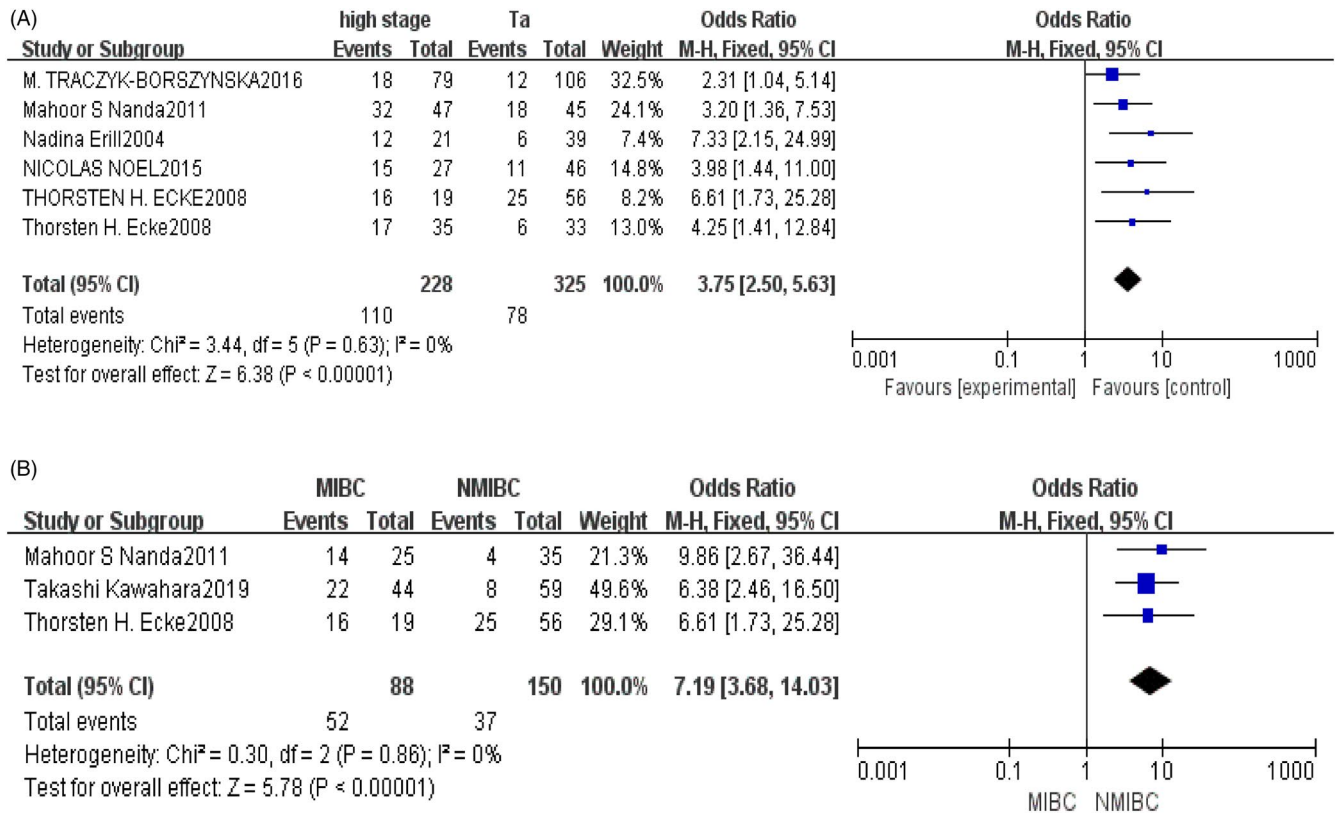 (A)
high stage Ta Odds Ratio Odds Ratio
Study or Subgroup Events Total Events Total Weight M-H, Fixed, 95% CI M-H, Fixed, 95% CI
M. TRACZYK-BORSZYNSKA2016 18 79 12 106 32.5% 2.31 [1.04, 5.14]
Mahoor S Nanda2011 32 47 18 45 24.1% 3.20 [1.36, 7.53]
Nadina Erill2004 12 21 6 39 7.4% 7.33 [2.15, 24.99]
NICOLAS NOEL2015 15 27 11 46 14.8% 3.98 [1.44, 11.00]
THORSTEN H. ECKE2008 16 19 25 56 8.2% 6.61 [1.73, 25.28]
Thorsten H. Ecke2008 17 35 6 33 13.0% 4.25 [1.41, 12.84]
Total (95% CI) 228 325 100.0% 3.75 [2.50, 5.63]
Total events 110 78
Heterogeneity: Chi² = 3.44, df = 5 (P = 0.63); I² = 0%
Test for overall effect: Z = 6.38 (P < 0.00001)
0.001 0.1 1 10 1000
Favours [experimental] Favours [control]
(B)
MIBC NMIBC Odds Ratio Odds Ratio
Study or Subgroup Events Total Events Total Weight M-H, Fixed, 95% CI M-H, Fixed, 95% CI
Mahoor S Nanda2011 14 25 4 35 21.3% 9.86 [2.67, 36.44]
Takashi Kawahara2019 22 44 8 59 49.6% 6.38 [2.46, 16.50]
Thorsten H. Ecke2008 16 19 25 56 29.1% 6.61 [1.73, 25.28]
Total (95% CI) 88 150 100.0% 7.19 [3.68, 14.03]
Total events 52 37
Heterogeneity: Chi² = 0.30, df = 2 (P = 0.86); I² = 0%
Test for overall effect: Z = 5.78 (P < 0.00001)
0.001 0.1 1 10 1000
MIBC NMIBC